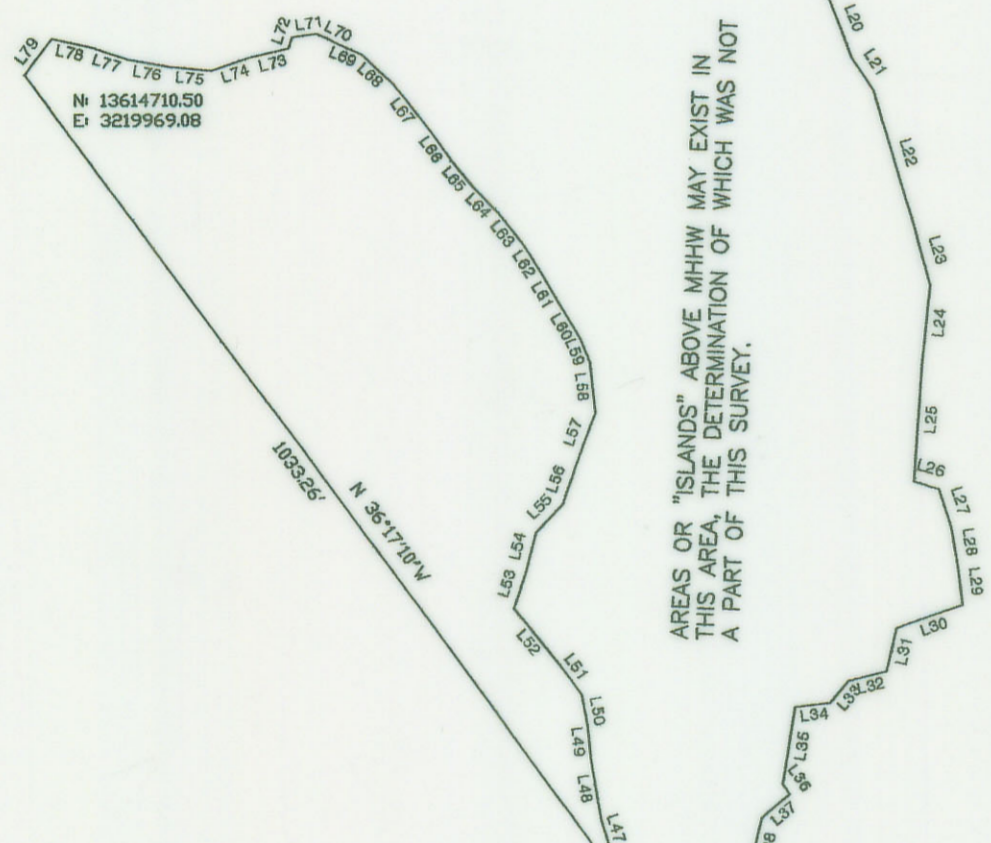 L79
L78
L77
L76
L75
L74
L73
L72
L71
L70
L69
L68
L67
L66
L65
L64
L63
L62
L61
L60
L59
L58
L57
L56
L55
L54
L53
L52
L51
L50
L49
L48
L47
N: 13614710.50
E: 3219969.08
1033.26'
N 36°17'10"W
AREAS OR "ISLANDS" ABOVE MHHW MAY EXIST IN
THIS AREA, THE DETERMINATION OF WHICH WAS NOT
A PART OF THIS SURVEY.
L20
L21
L22
L23
L24
L25
L26
L27
L28
L29
L30
L31
L32
L33
L34
L35
L36
L37